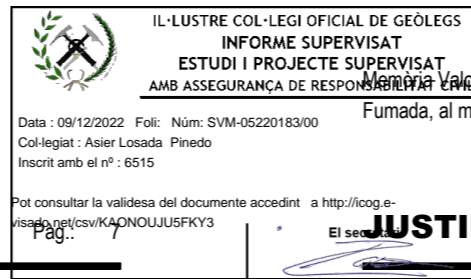 IL·LUSTRE COL·LEGI OFICIAL DE GEÒLEGS
INFORME SUPERVISAT
ESTUDI I PROJECTE SUPERVISAT
AMB ASSEGURANÇA DE RESPONSABILITAT CIVIL
Memòria Valo
Fumada, al m
Data : 09/12/2022 Foli: Núm: SVM-05220183/00
Col·legiat : Asier Losada Pinedo
Inscrit amb el nº : 6515
Pot consultar la validesa del documente accedint a http://icog.e-
visado.net/csv/KAONOUJU5FKY3
Pàg.: 7
El secretari
JUSTI